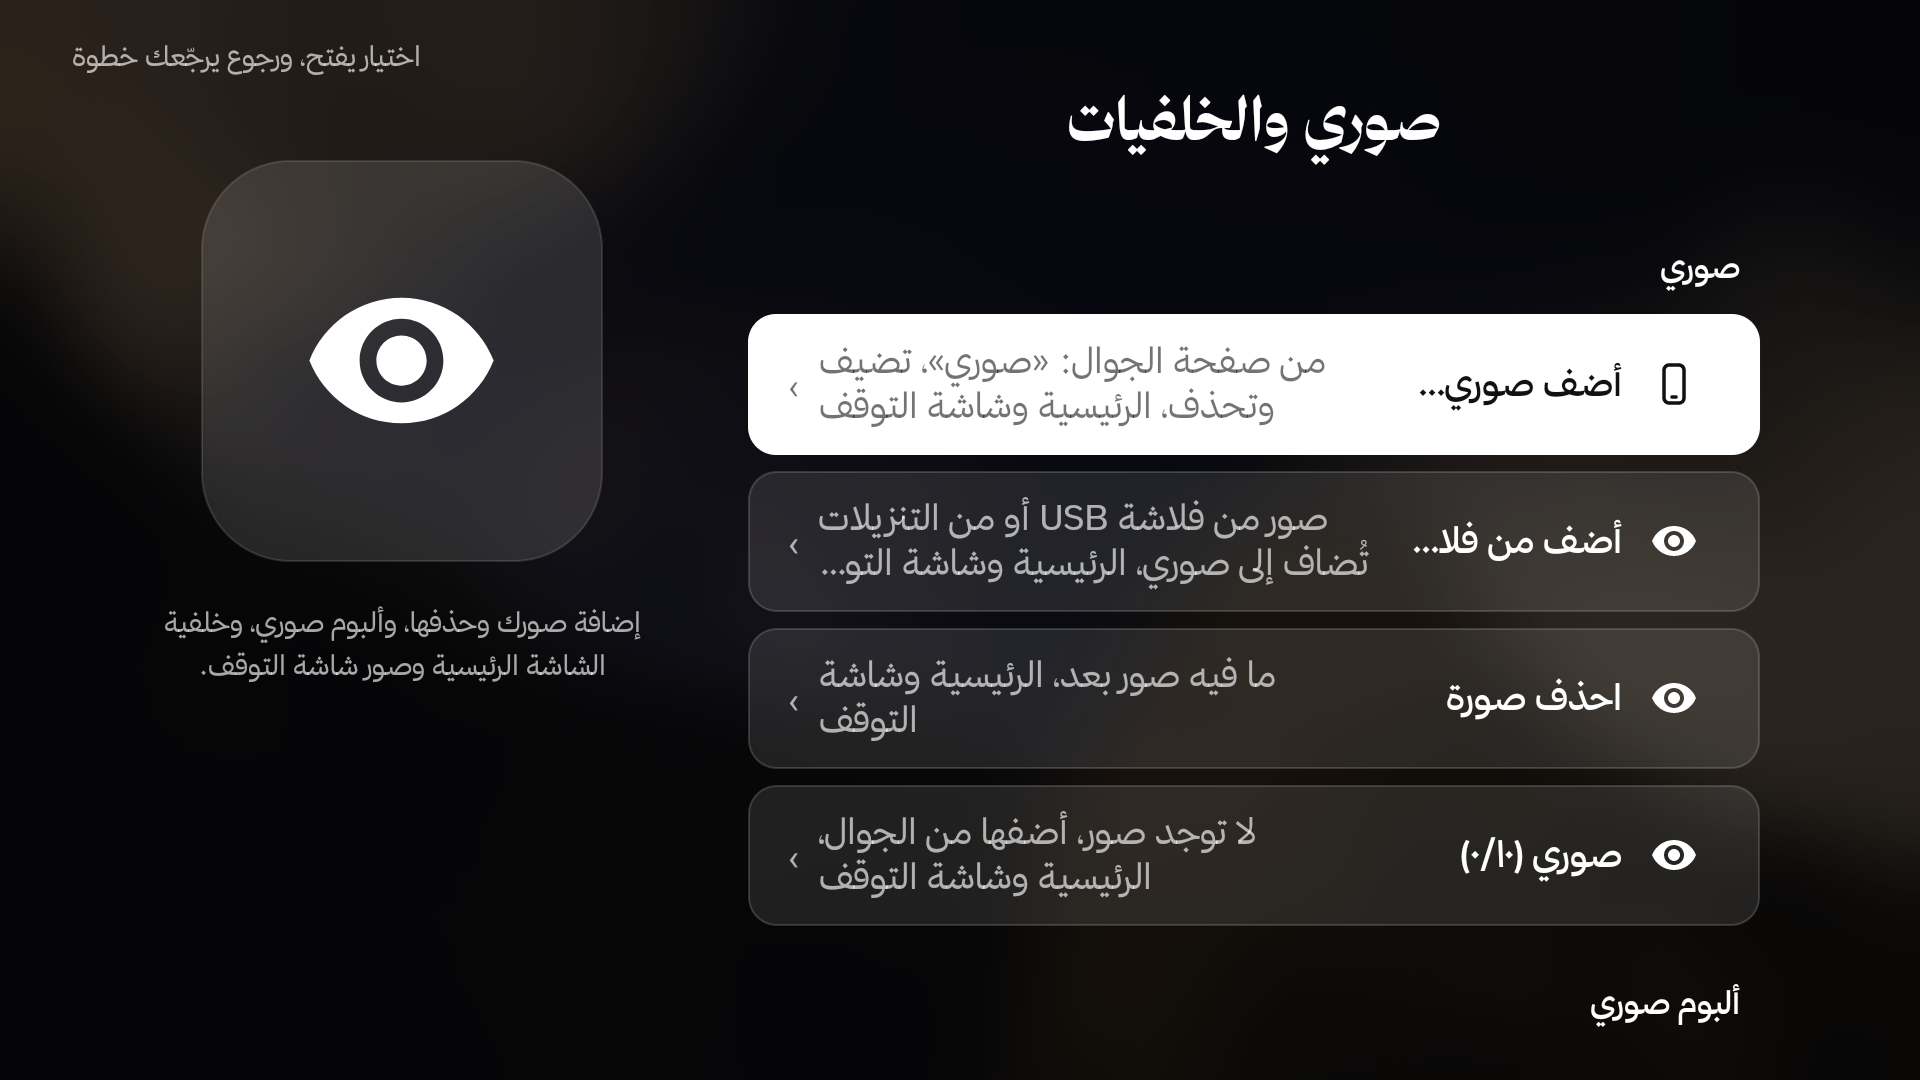 اختيار يفتح، ورجوع يرجّعك خطوة
صوري والخلفيات
صوري
أضف صوري...
من صفحة الجوال: «صوري»، تضيف
وتحذف، الرئيسية وشاشة التوقف
أضف من فلا...
صور من فلاشة USB أو من التنزيلات
تُضاف إلى صوري، الرئيسية وشاشة التو...
احذف صورة
ما فيه صور بعد، الرئيسية وشاشة
التوقف
صوري (٠/١٠)
لا توجد صور، أضفها من الجوال،
الرئيسية وشاشة التوقف
ألبوم صوري
إضافة صورك وحذفها، وألبوم صوري، وخلفية
الشاشة الرئيسية وصور شاشة التوقف.